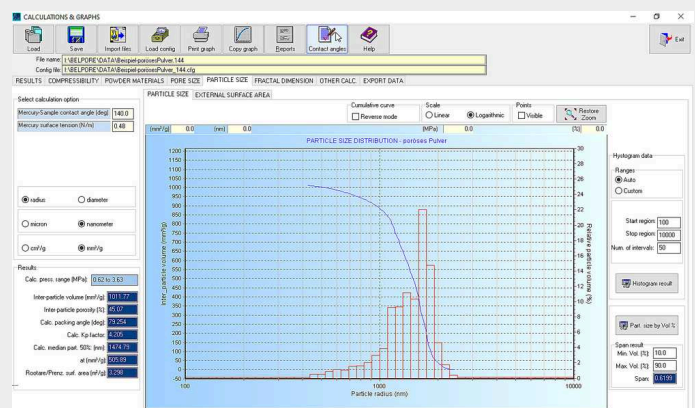 CALCULATIONS & GRAPHS
Load Save Import files Load config Print graph Copy graph Reports Contact angles Help Exit
File name I:\BELPORE\DATA\Beispiel-porösesPulver.144
Config file I:\BELPORE\DATA\Beispiel-porösesPulver_144.cfg
RESULTS COMPRESSIBILITY POWDER MATERIALS PORE SIZE PARTICLE SIZE FRACTAL DIMENSION OTHER CALC. EXPORT DATA
Select calculation option
Mercury-Sample contact angle (deg) 140.0
Mercury surface tension (N/m) 0.48
radius diameter
micron nanometer
cm³/g mm³/g
Results
Calc. press. range (MPa): 0.62 to 3.63
Inter-particle volume (mm³/g): 1011.77
Inter particle porosity (%): 45.07
Calc. packing angle (deg): 79.254
Calc. Kp factor: 4.205
Calc. median part. 50%: (nm) 1474.79
at (mm³/g): 505.89
Rootare/Prenz. surf. area (m²/g): 3.298
PARTICLE SIZE EXTERNAL SURFACE AREA
Cumulative curve
Reverse mode
Scale
Linear Logarithmic
Points
Visible
Restore Zoom
(mm³/g) 0.0 (nm) 0.0 (MPa) 0.0 (%) 0.0
PARTICLE SIZE DISTRIBUTION - poröses Pulver
Inter_particle volume (mm³/g)
1200
1150
1100
1050
1000
950
900
850
800
750
700
650
600
550
500
450
400
350
300
250
200
150
100
50
0
-50
100 1000 10000
Particle radius (nm)
30
28
26
24
22
20
18
16
14
12
10
8
6
4
2
0
Relative particle volume (%)
Hystogram data
Ranges
Auto
Custom
Start region: 100
Stop region: 10000
Num. of intervals: 50
Histogram result
Part. size by Vol %
Span result
Min. Vol. (%): 10.0
Max. Vol. (%): 90.0
Span: 0.6199